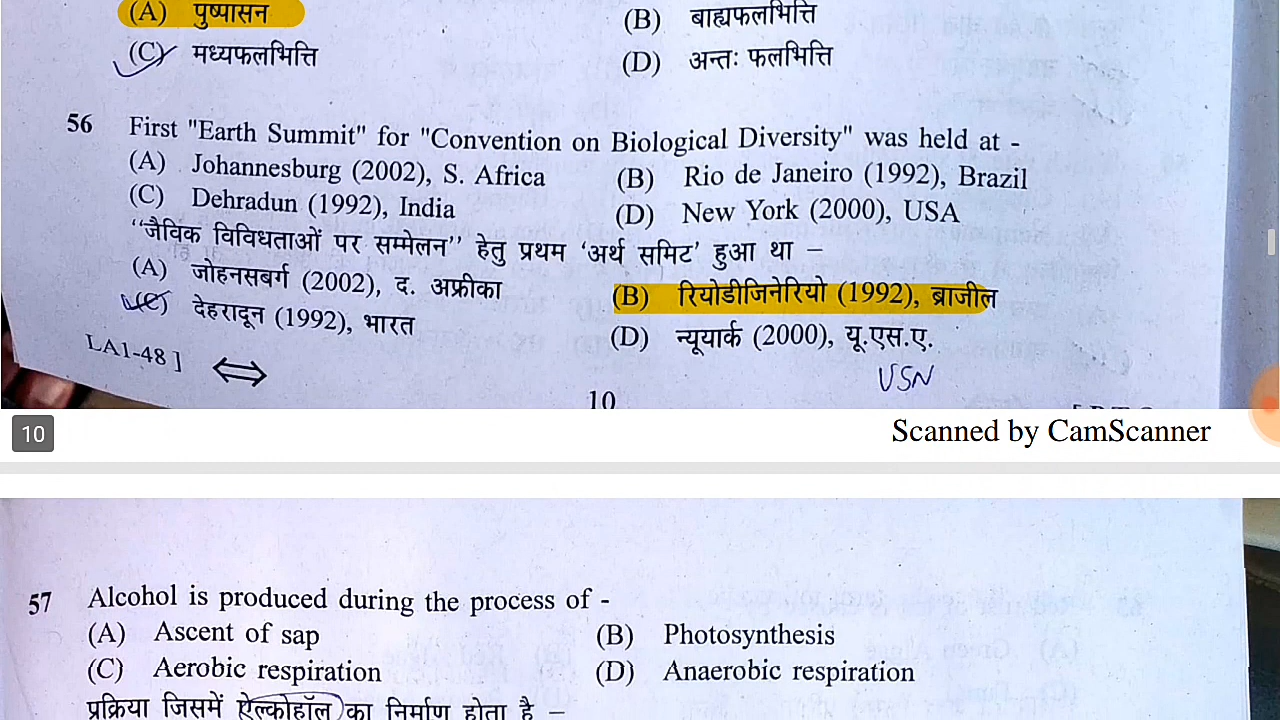 (A) पुष्पासन (B) बाह्यफलभित्ति
(C) मध्यफलभित्ति (D) अन्तः फलभित्ति
56 First "Earth Summit" for "Convention on Biological Diversity" was held at -
(A) Johannesburg (2002), S. Africa (B) Rio de Janeiro (1992), Brazil
(C) Dehradun (1992), India (D) New York (2000), USA
“जैविक विविधताओं पर सम्मेलन” हेतु प्रथम ‘अर्थ समिट’ हुआ था –
(A) जोहनसबर्ग (2002), द. अफ्रीका (B) रियोडीजिनेरियो (1992), ब्राजील
(C) देहरादून (1992), भारत (D) न्यूयार्क (2000), यू.एस.ए.
LA1-48 ] USN
10
10 Scanned by CamScanner
57 Alcohol is produced during the process of -
(A) Ascent of sap (B) Photosynthesis
(C) Aerobic respiration (D) Anaerobic respiration
प्रक्रिया जिसमें ऐल्कोहॉल का निर्माण होता है –